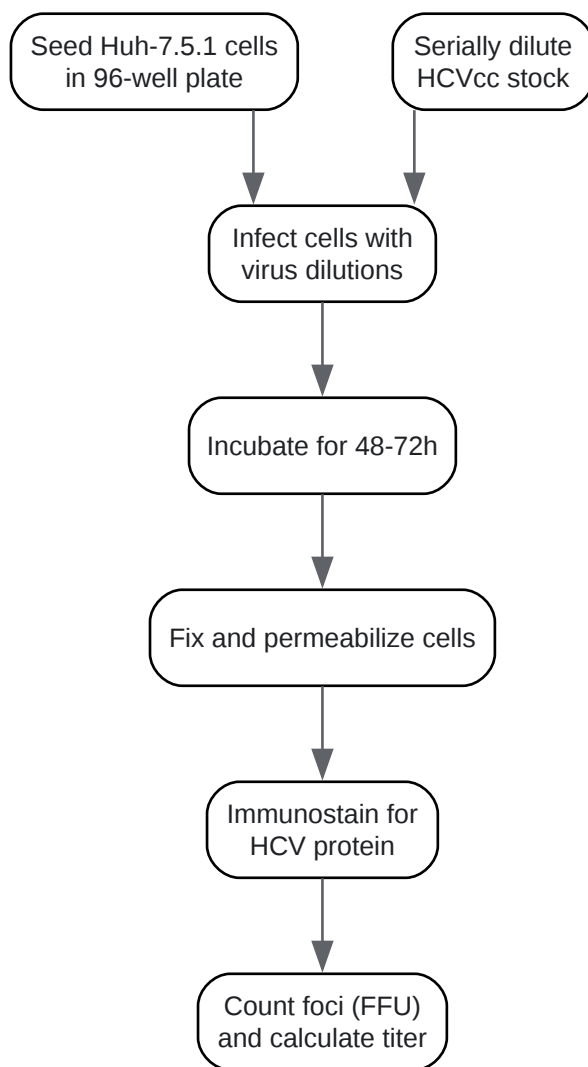 Seed Huh-7.5.1 cells
in 96-well plate
Serially dilute
HCVcc stock
Infect cells with
virus dilutions
Incubate for 48-72h
Fix and permeabilize cells
Immunostain for
HCV protein
Count foci (FFU)
and calculate titer